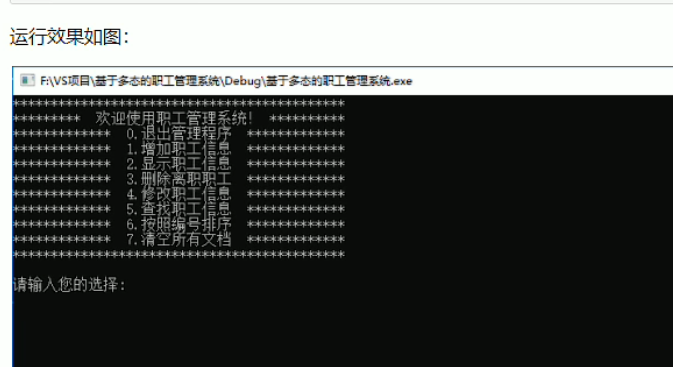 运行效果如图：
F:\VS项目\基于多态的职工管理系统\Debug\基于多态的职工管理系统.exe
********************************************
*********  欢迎使用职工管理系统!  **********
*************  0.退出管理程序  *************
*************  1.增加职工信息  *************
*************  2.显示职工信息  *************
*************  3.删除离职职工  *************
*************  4.修改职工信息  *************
*************  5.查找职工信息  *************
*************  6.按照编号排序  *************
*************  7.清空所有文档  *************
********************************************
请输入您的选择: